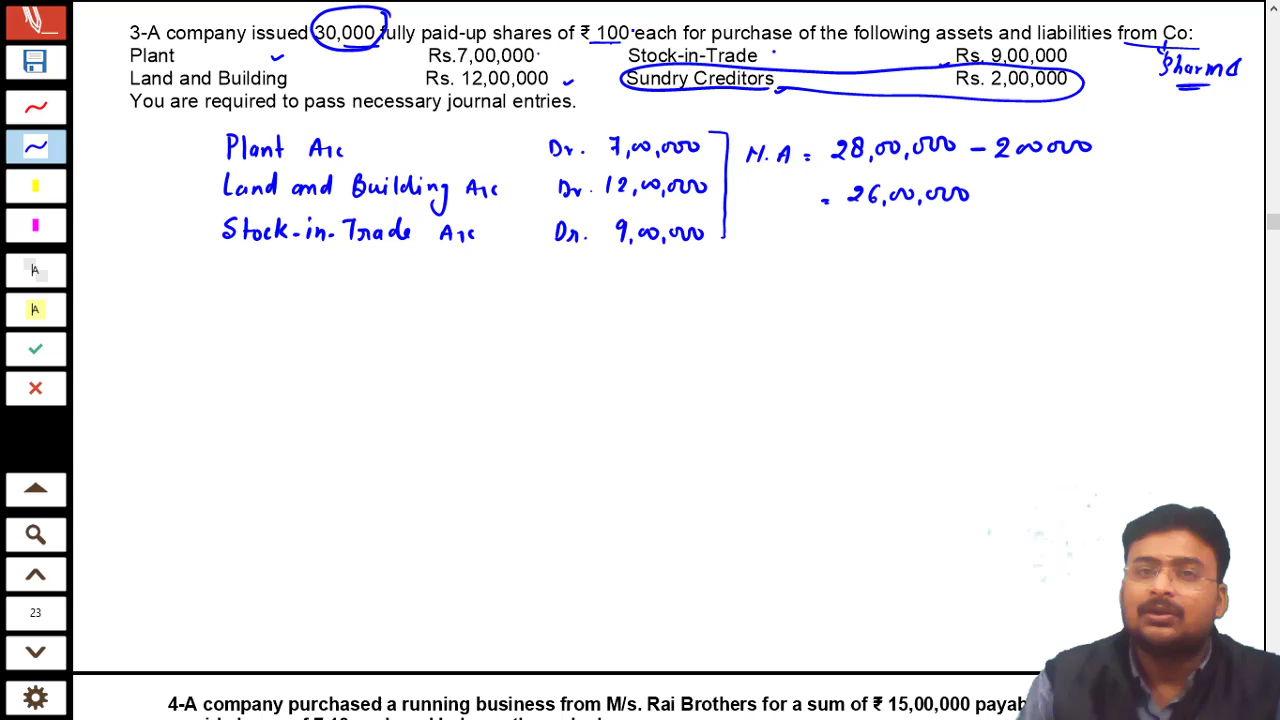 3-A company issued 30,000 fully paid-up shares of ₹ 100 each for purchase of the following assets and liabilities from Co:
Plant Rs.7,00,000 Stock-in-Trade Rs. 9,00,000
Sharma
Land and Building Rs. 12,00,000 Sundry Creditors Rs. 2,00,000
You are required to pass necessary journal entries.
Plant A/c Dr. 7,00,000 N.A = 28,00,000 - 200000
Land and Building A/c Dr. 12,00,000 = 26,00,000
Stock-in-Trade A/c Dr. 9,00,000
A
A
23
4-A company purchased a running business from M/s. Rai Brothers for a sum of ₹ 15,00,000 payab